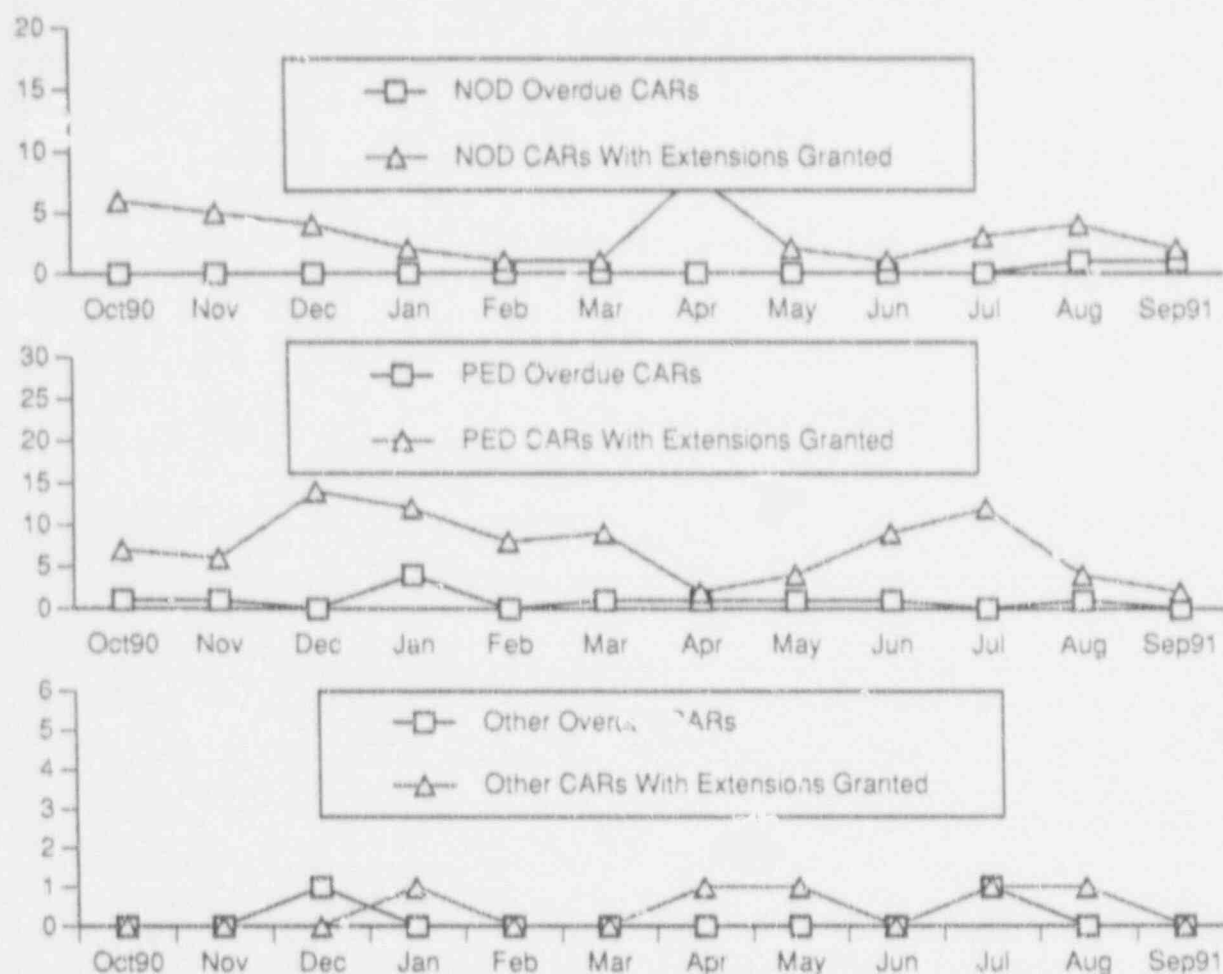 20
NOD Overdue CARs
15
NOD CARs With Extensions Granted
10
5
0
Oct90 Nov Dec Jan Feb Mar Apr May Jun Jul Aug Sep91
30
PED Overdue CARs
25
20
PED CARs With Extensions Granted
15
10
5
0
Oct90 Nov Dec Jan Feb Mar Apr May Jun Jul Aug Sep91
6
Other CARs
5
4
Other CARs With Extensions Granted
3
2
1
0
Oct90 Nov Dec Jan Feb Mar Apr May Jun Jul Aug Sep91